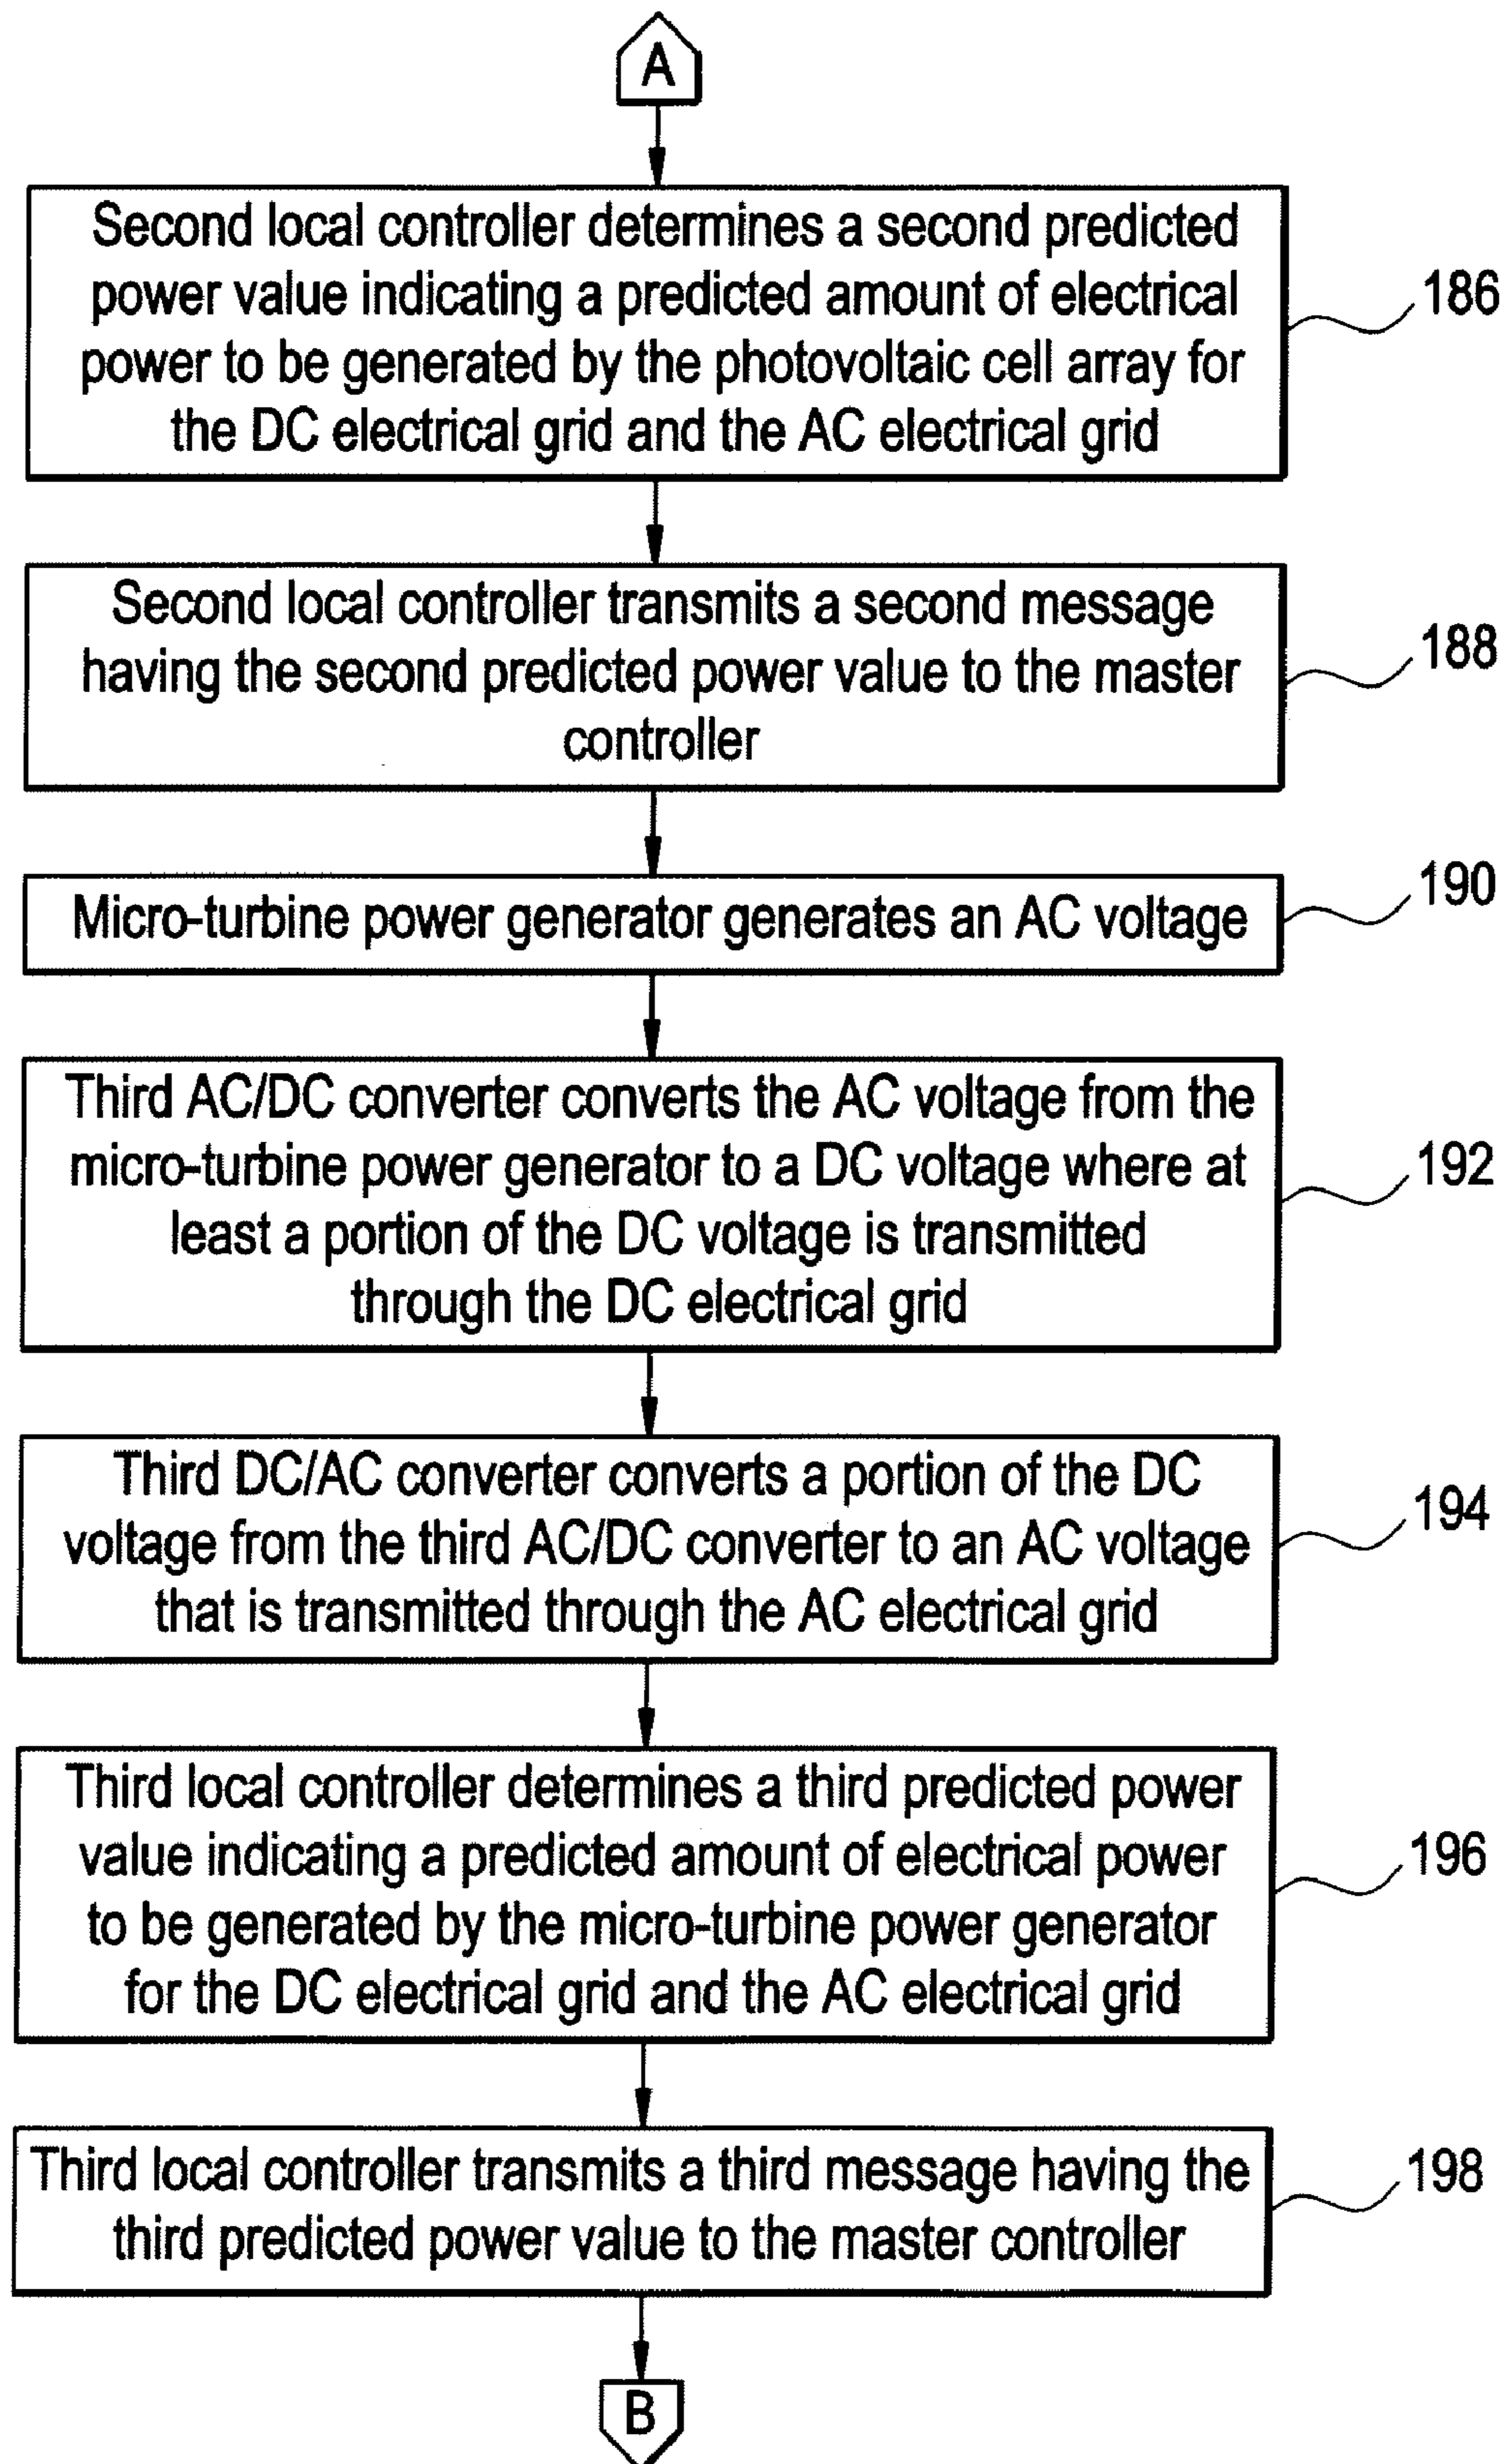 A
Second local controller determines a second predicted
power value indicating a predicted amount of electrical
power to be generated by the photovoltaic cell array for
the DC electrical grid and the AC electrical grid
186
Second local controller transmits a second message
having the second predicted power value to the master
controller
188
Micro-turbine power generator generates an AC voltage
190
Third AC/DC converter converts the AC voltage from the
micro-turbine power generator to a DC voltage where at
least a portion of the DC voltage is transmitted
through the DC electrical grid
192
Third DC/AC converter converts a portion of the DC
voltage from the third AC/DC converter to an AC voltage
that is transmitted through the AC electrical grid
194
Third local controller determines a third predicted power
value indicating a predicted amount of electrical power
to be generated by the micro-turbine power generator
for the DC electrical grid and the AC electrical grid
196
Third local controller transmits a third message having the
third predicted power value to the master controller
198
B